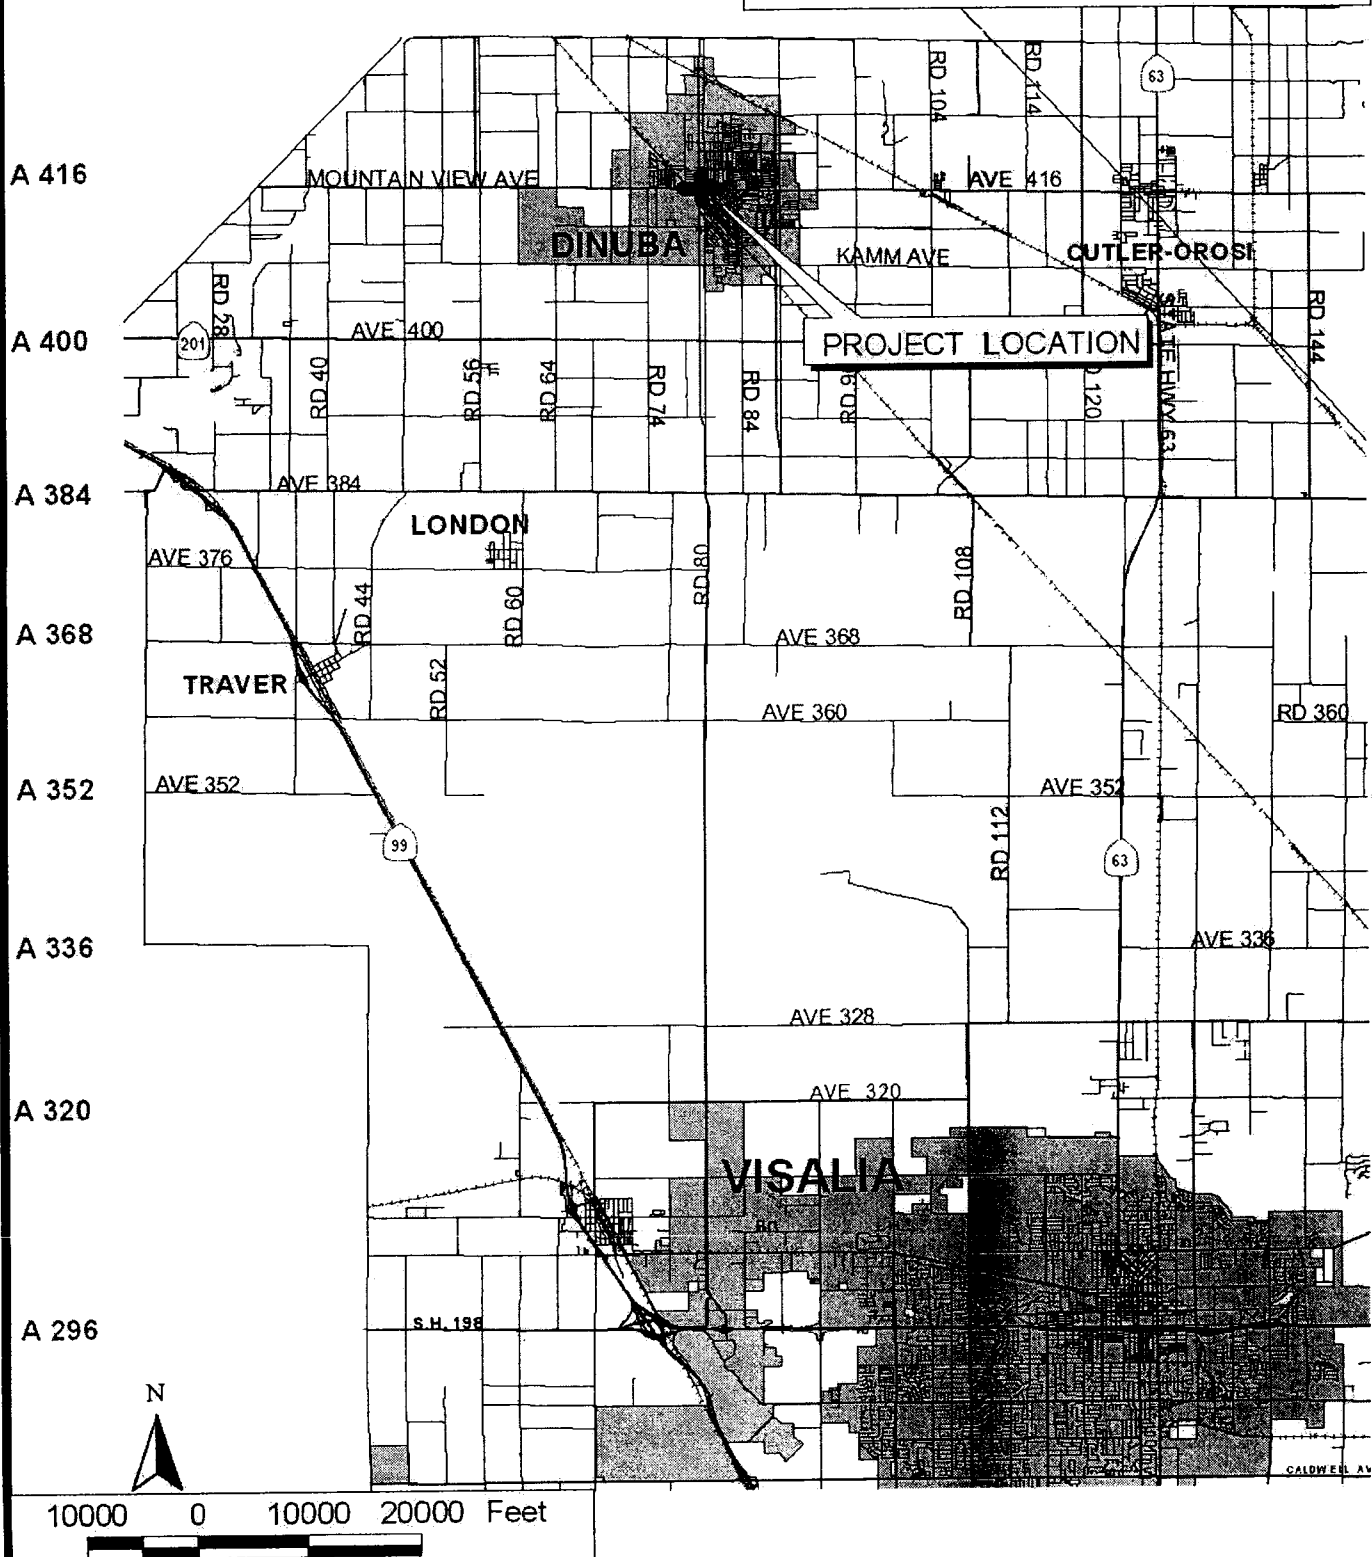 RD 104
RD 114
63
A 416
MOUNTAIN VIEW AVE
AVE 416
DINUBA
KAMM AVE
CUTLER-OROSI
RD 28
RD 144
A 400
201
AVE 400
PROJECT LOCATION
STATE HWY 63
RD 40
RD 56
RD 64
RD 74
RD 84
120
A 384
AVE 384
LONDON
AVE 376
RD 44
RD 60
RD 80
RD 108
A 368
AVE 368
TRAVER
RD 52
AVE 360
RD 360
A 352
AVE 352
AVE 352
RD 112
99
63
A 336
AVE 336
AVE 328
A 320
AVE 320
VISALIA
A 296
S.H. 198
N
CALDWELL AV
10000 0 10000 20000 Feet